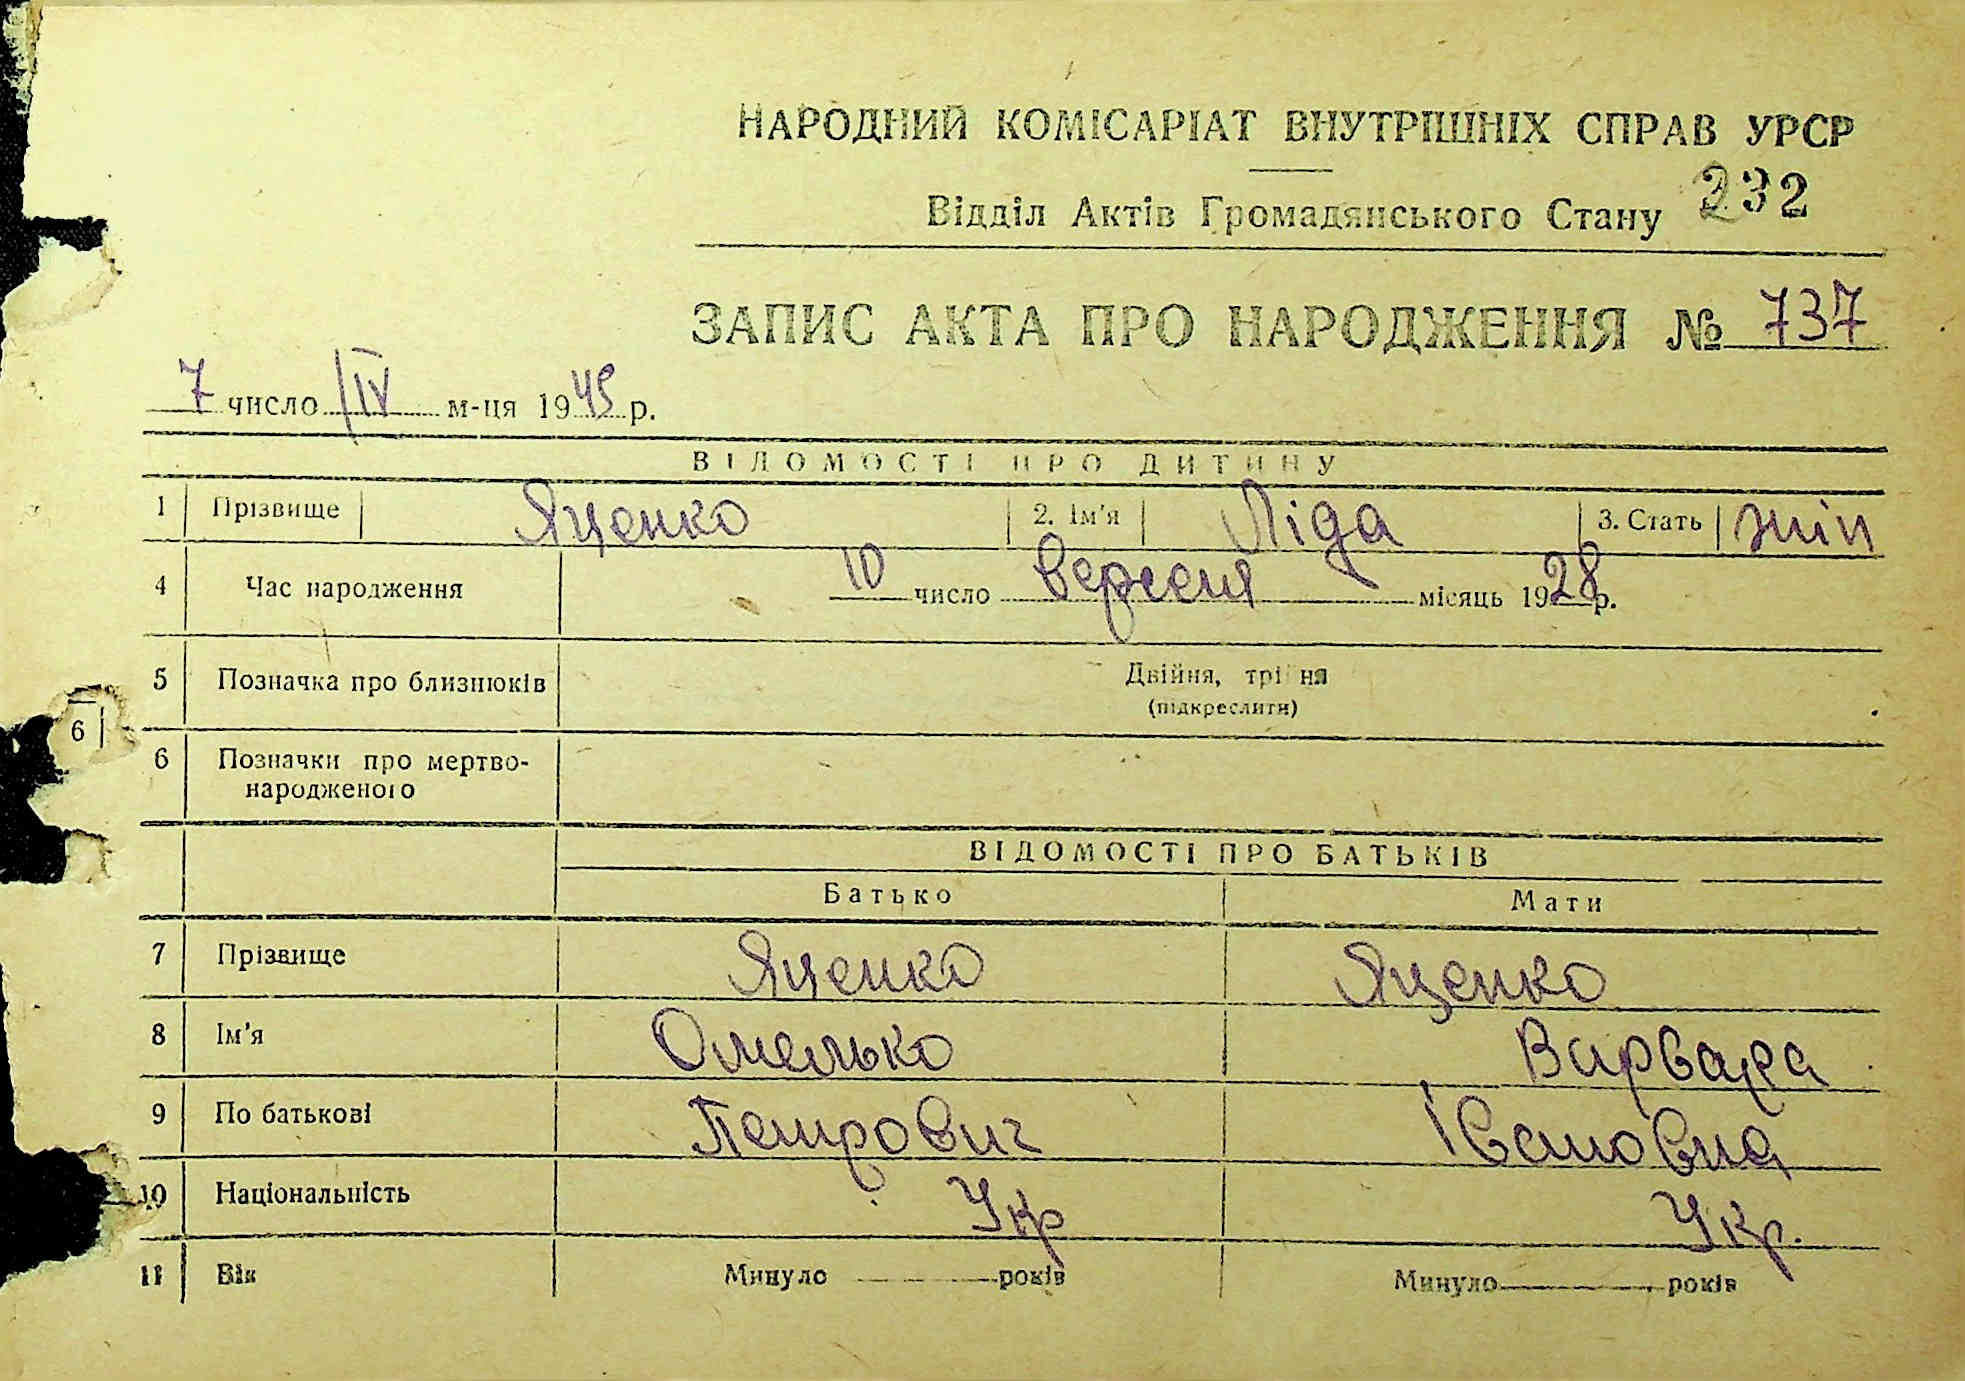 НАРОДНИЙ КОМІСАРІАТ ВНУТРІШНІХ СПРАВ УРСР
Відділ Актів Громадянського Стану 232
ЗАПИС АКТА ПРО НАРОДЖЕННЯ № 737
7 число IV м-ця 1945 р.
ВІДОМОСТІ ПРО ДИТИНУ
1 Прізвище Яценко 2. Ім'я Ліда 3. Стать жін
4 Час народження 10 число вересня місяць 1928 р.
5 Позначка про близнюків Двійня, трійня
(підкреслити)
6
6 Позначки про мертво-
народженого
ВІДОМОСТІ ПРО БАТЬКІВ
Батько Мати
7 Прізвище Яценко Яценко
8 Ім'я Омелько Варвара
9 По батькові Петрович Івановна
10 Національність Укр Укр.
11 Вік Минуло років Минуло років